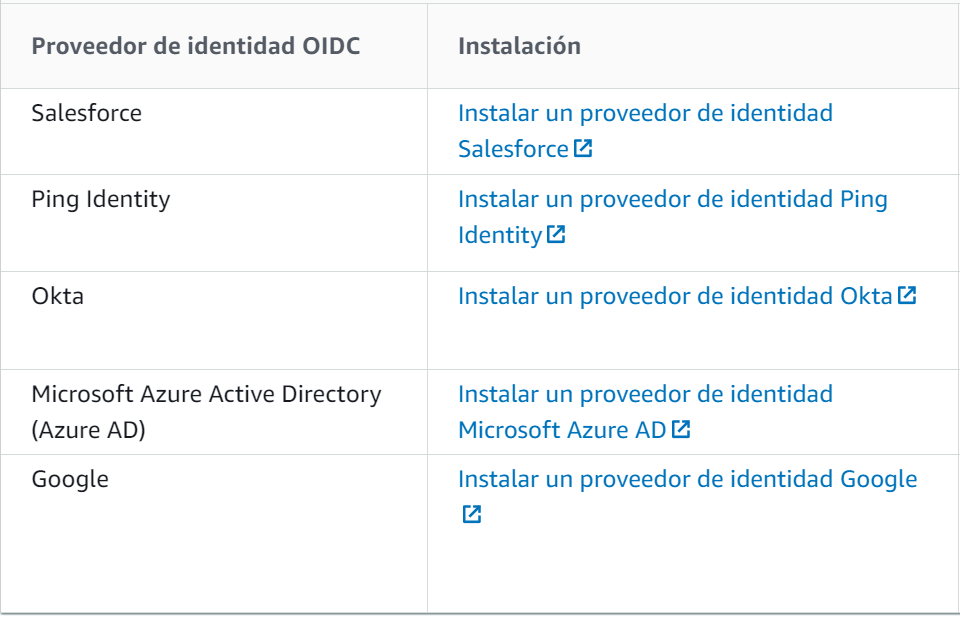 Proveedor de identidad OIDC
Instalación
Salesforce
Instalar un proveedor de identidad
Salesforce
Ping Identity
Instalar un proveedor de identidad Ping
Identity
Okta
Instalar un proveedor de identidad Okta
Microsoft Azure Active Directory
(Azure AD)
Instalar un proveedor de identidad
Microsoft Azure AD
Google
Instalar un proveedor de identidad Google